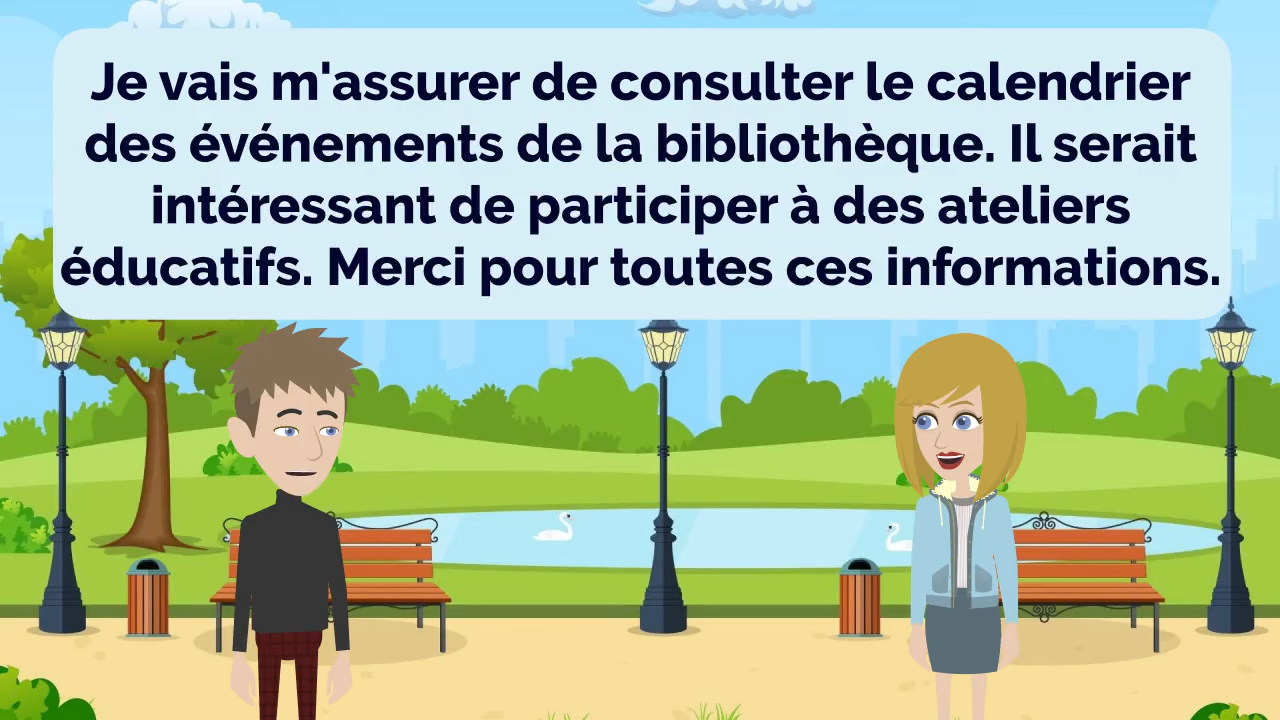 Je vais m'assurer de consulter le calendrier
des événements de la bibliothèque. Il serait
intéressant de participer à des ateliers
éducatifs. Merci pour toutes ces informations.